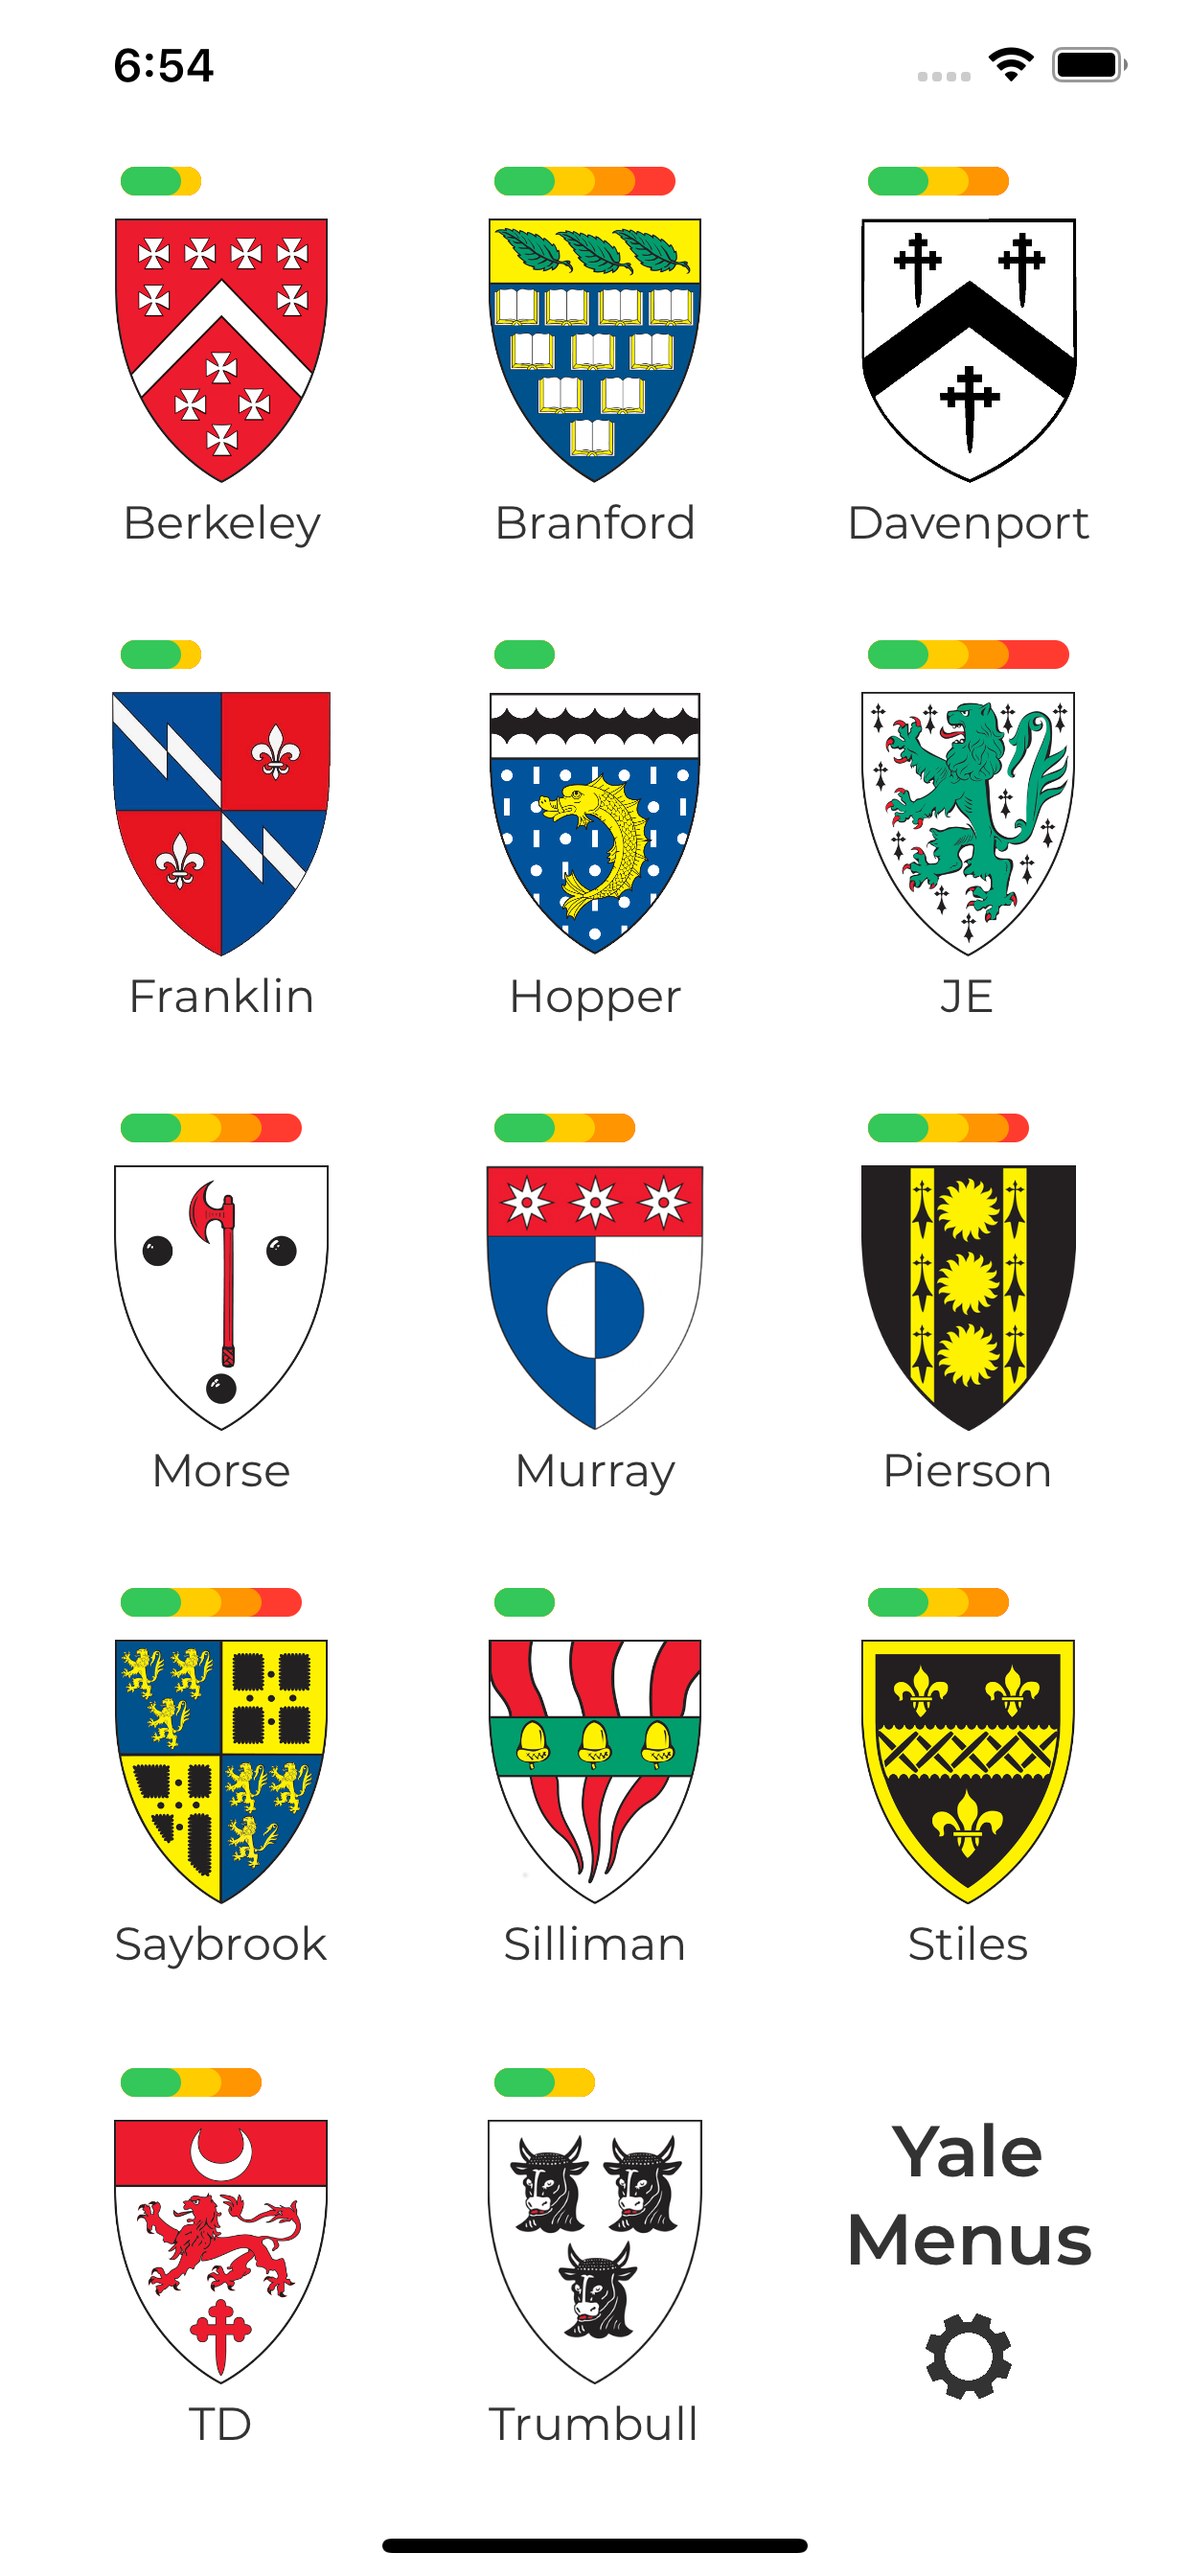 6:54
Berkeley
Branford
Davenport
Franklin
Hopper
JE
Morse
Murray
Pierson
Saybrook
Silliman
Stiles
TD
Trumbull
Yale
Menus